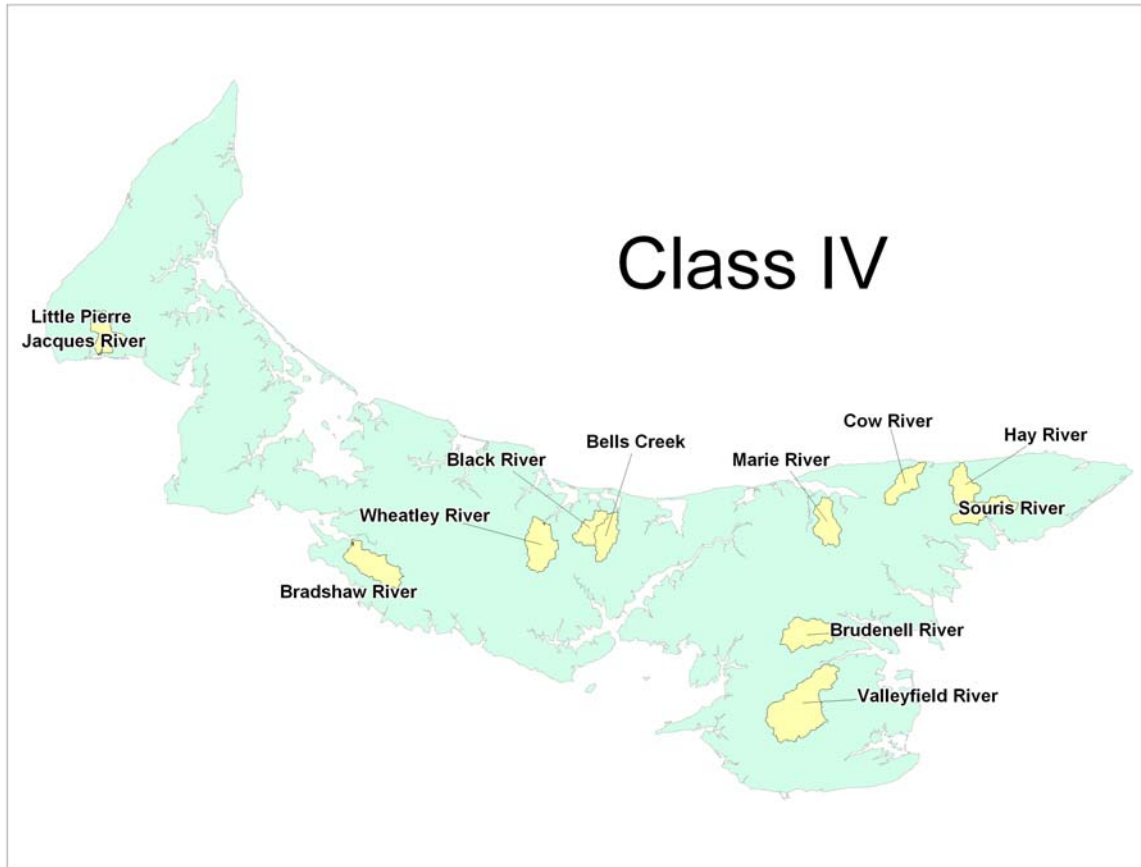 Class IV
Little Pierre
Jacques River
Cow River
Hay River
Bells Creek
Black River
Marie River
Souris River
Wheatley River
Bradshaw River
Brudenell River
Valleyfield River